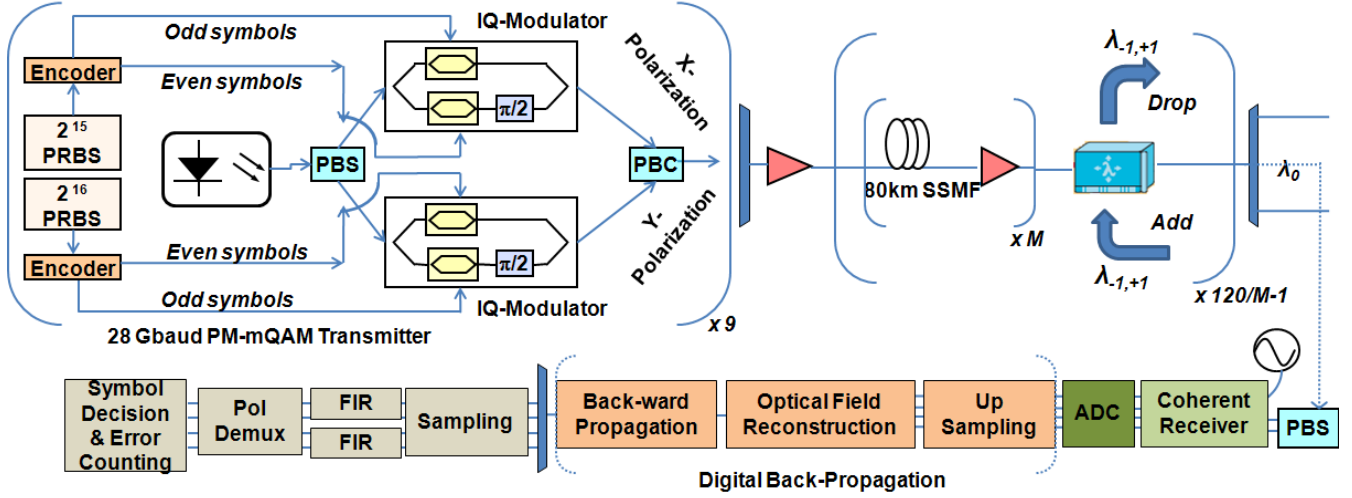 Odd symbols
IQ-Modulator
Encoder
Even symbols
2 15
PRBS
π/2
X-
Polarization
PBS
PBC
2 16
PRBS
Y-
Polarization
Even symbols
π/2
Encoder
Odd symbols
IQ-Modulator
28 Gbaud PM-mQAM Transmitter
x 9
80km SSMF
x M
λ-1,+1
Drop
λ
Add
λ-1,+1
x 120/M-1
λ0
Symbol
Decision
& Error
Counting
Pol
Demux
FIR
FIR
Sampling
Back-ward
Propagation
Optical Field
Reconstruction
Up
Sampling
ADC
Coherent
Receiver
PBS
Digital Back-Propagation